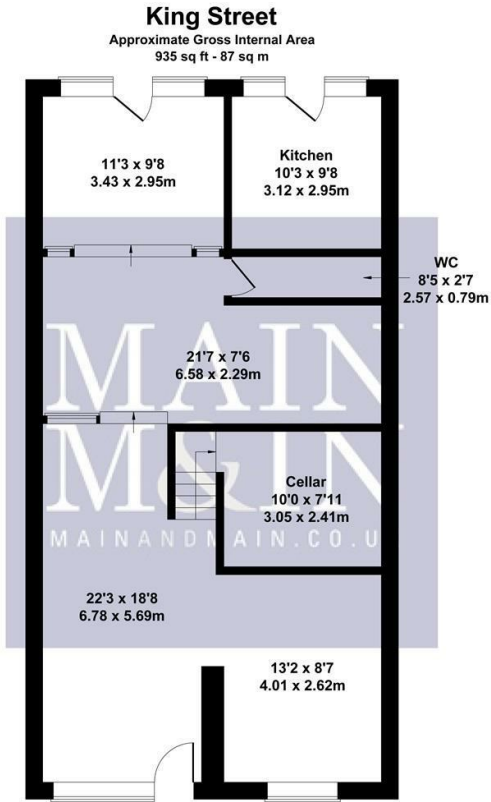 King Street
Approximate Gross Internal Area
935 sq ft - 87 sq m
11'3 x 9'8
3.43 x 2.95m
Kitchen
10'3 x 9'8
3.12 x 2.95m
WC
8'5 x 2'7
2.57 x 0.79m
21'7 x 7'6
6.58 x 2.29m
MAIN
M&IN
MAINANDMAIN.CO.U
Cellar
10'0 x 7'11
3.05 x 2.41m
22'3 x 18'8
6.78 x 5.69m
13'2 x 8'7
4.01 x 2.62m